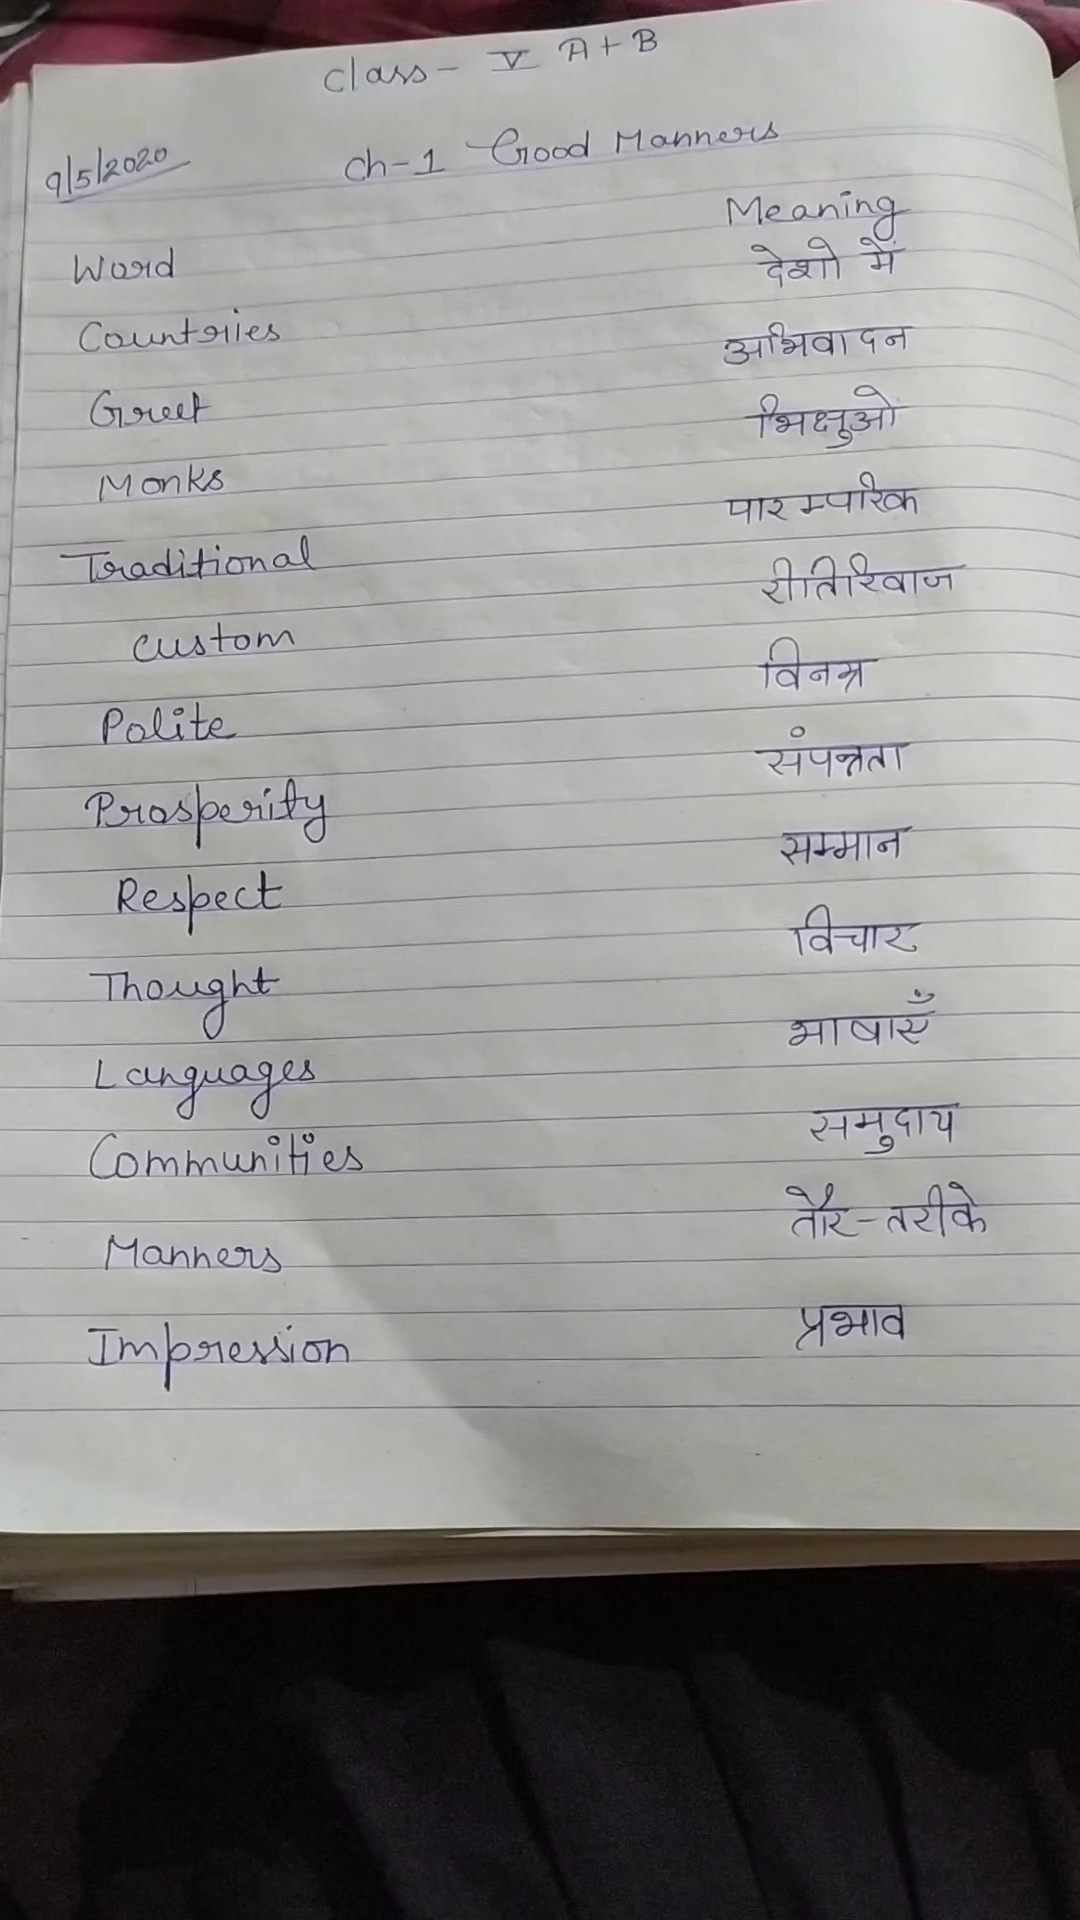 Class - V A + B
9/5/2020 Ch-1 Good Manners
Word Meaning
Countries देशो में
Greet अभिवादन
Monks भिक्षुओं
Traditional पारम्परिक
Custom रीतिरिवाज
Polite विनम्र
Prosperity संपन्नता
Respect सम्मान
Thought विचार
Languages भाषाएँ
Communities समुदाय
Manners तौर-तरीके
Impression प्रभाव